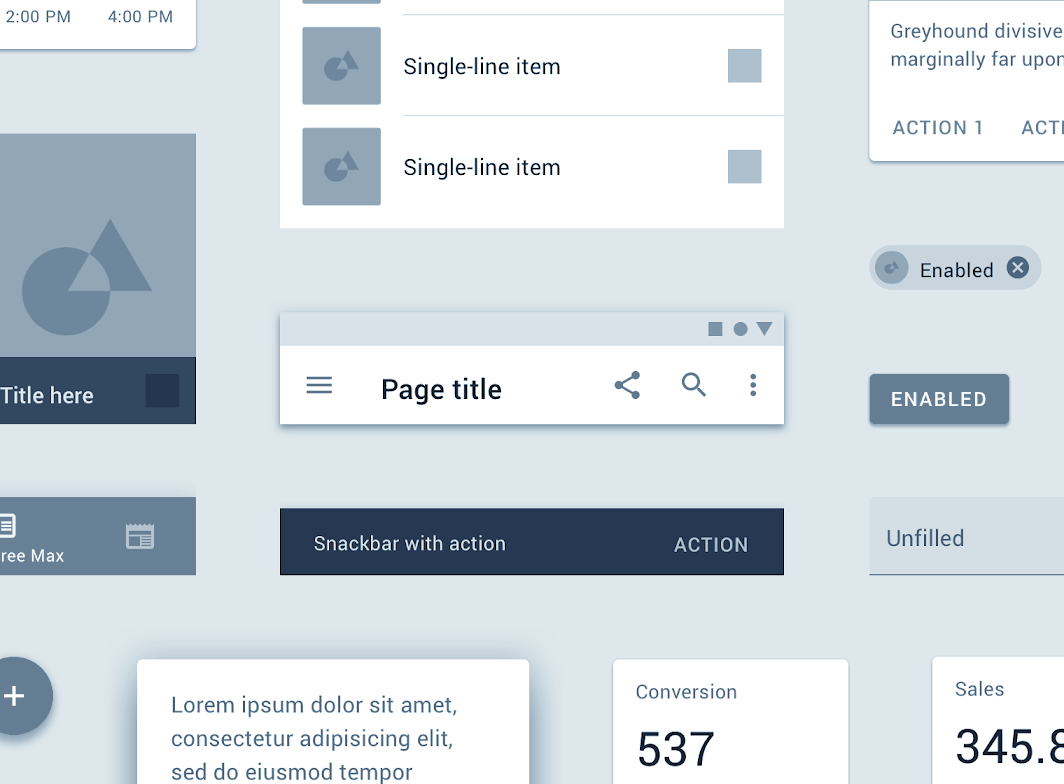 2:00 PM 4:00 PM
Single-line item
Single-line item
Greyhound divisive
marginally far upon
ACTION 1
Enabled
Title here
Page title
ENABLED
ree Max
Snackbar with action ACTION
Unfilled
Lorem ipsum dolor sit amet,
consectetur adipisicing elit,
sed do eiusmod tempor
Conversion
537
Sales
345.8